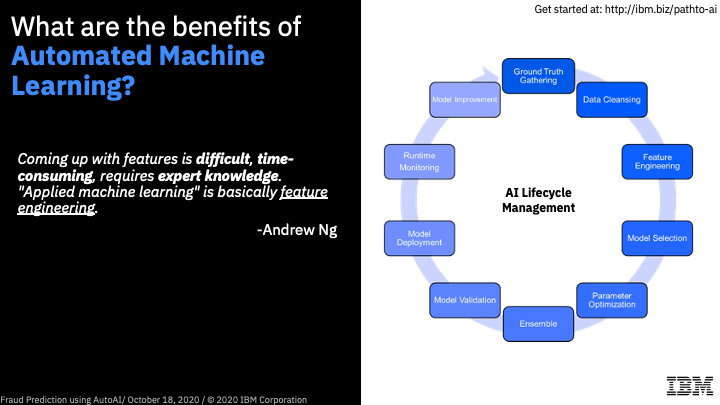 What are the benefits of
Automated Machine
Learning?
Get started at: http://ibm.biz/pathto-ai
Coming up with features is difficult, time-
consuming, requires expert knowledge.
"Applied machine learning" is basically feature
engineering.
-Andrew Ng
Ground Truth
Gathering
Data Cleansing
Feature
Engineering
Model Selection
Parameter
Optimization
Ensemble
Model Validation
Model
Deployment
Runtime
Monitoring
Model Improvement
AI Lifecycle
Management
Fraud Prediction using AutoAI/ October 18, 2020 / © 2020 IBM Corporation
IBM